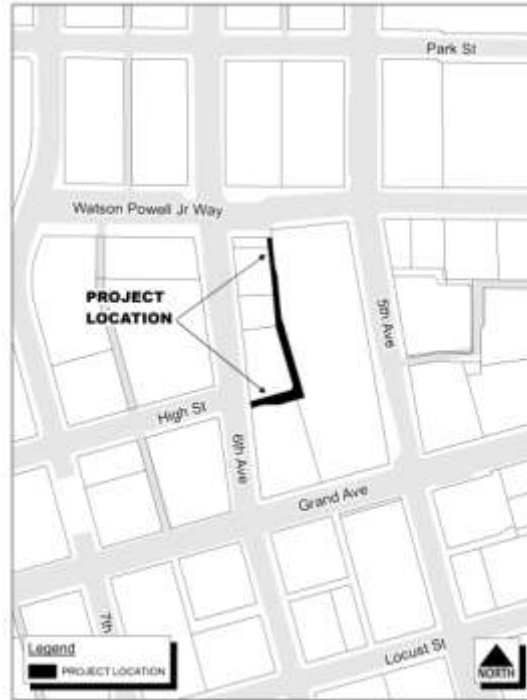 Park St
Watson Powell Jr Way
PROJECT
LOCATION
5th Ave
High St
6th Ave
Grand Ave
7th
Locust St
Legend
PROJECT LOCATION
NORTH